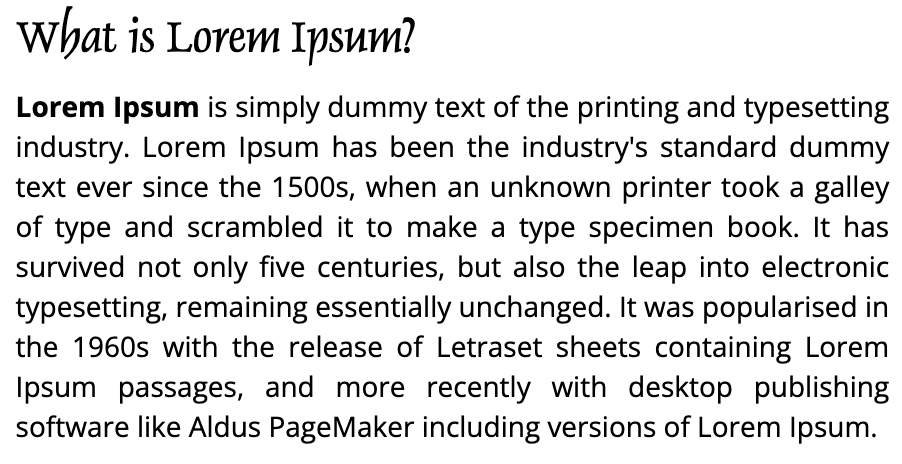 What is Lorem Ipsum?
Lorem Ipsum is simply dummy text of the printing and typesetting
industry. Lorem Ipsum has been the industry's standard dummy
text ever since the 1500s, when an unknown printer took a galley
of type and scrambled it to make a type specimen book. It has
survived not only five centuries, but also the leap into electronic
typesetting, remaining essentially unchanged. It was popularised in
the 1960s with the release of Letraset sheets containing Lorem
Ipsum passages, and more recently with desktop publishing
software like Aldus PageMaker including versions of Lorem Ipsum.